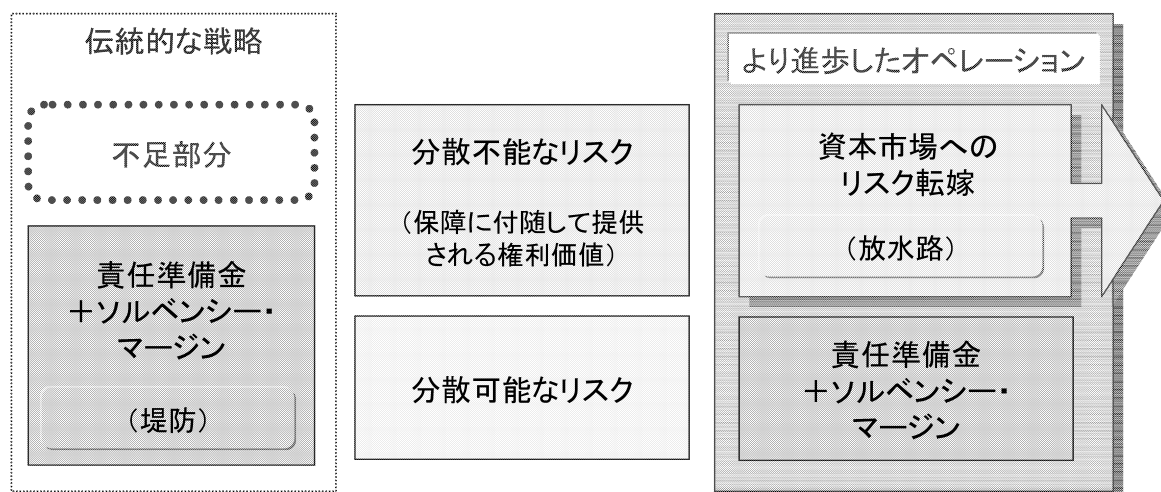 伝統的な戦略
不足部分
責任準備金
＋ソルベンシー・
マージン
（堤防）
分散不能なリスク
（保障に付随して提供
される権利価値）
分散可能なリスク
より進歩したオペレーション
資本市場への
リスク転嫁
（放水路）
責任準備金
＋ソルベンシー・
マージン